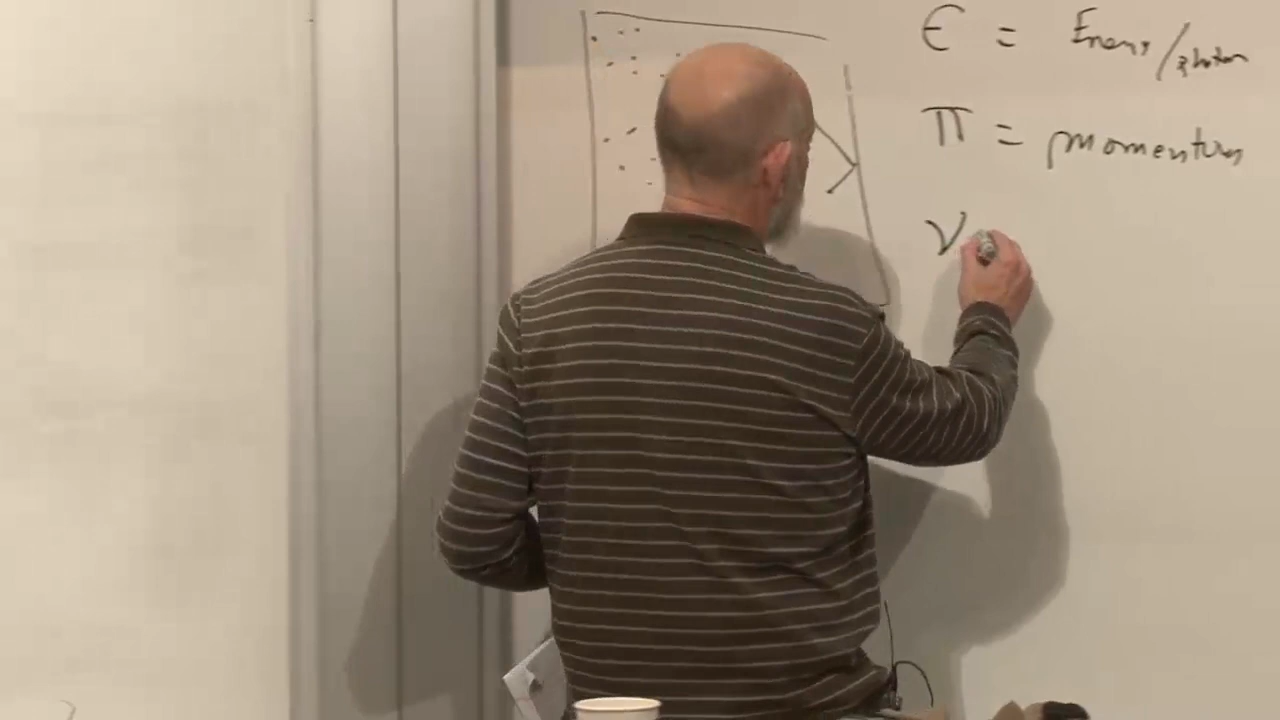 ϵ = Energy/photon
π = momentum
ν